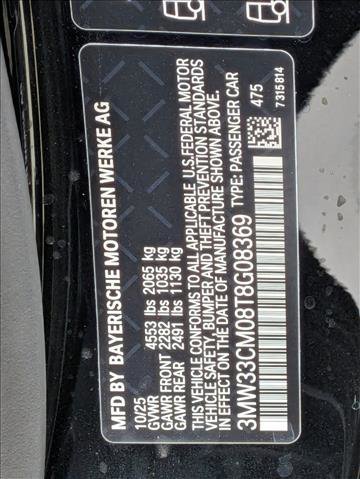 MFD BY BAYERISCHE MOTOREN WERKE AG
10/25
GVWR 4553 lbs 2065 kg
GAWR FRONT 2282 lbs 1035 kg
GAWR REAR 2491 lbs 1130 kg
THIS VEHICLE CONFORMS TO ALL APPLICABLE U.S.FEDERAL MOTOR
VEHICLE SAFETY, BUMPER AND THEFT PREVENTION STANDARDS
IN EFFECT ON THE DATE OF MANUFACTURE SHOWN ABOVE.
3MW33CM08T8G08369 TYPE: PASSENGER CAR
475
7315814